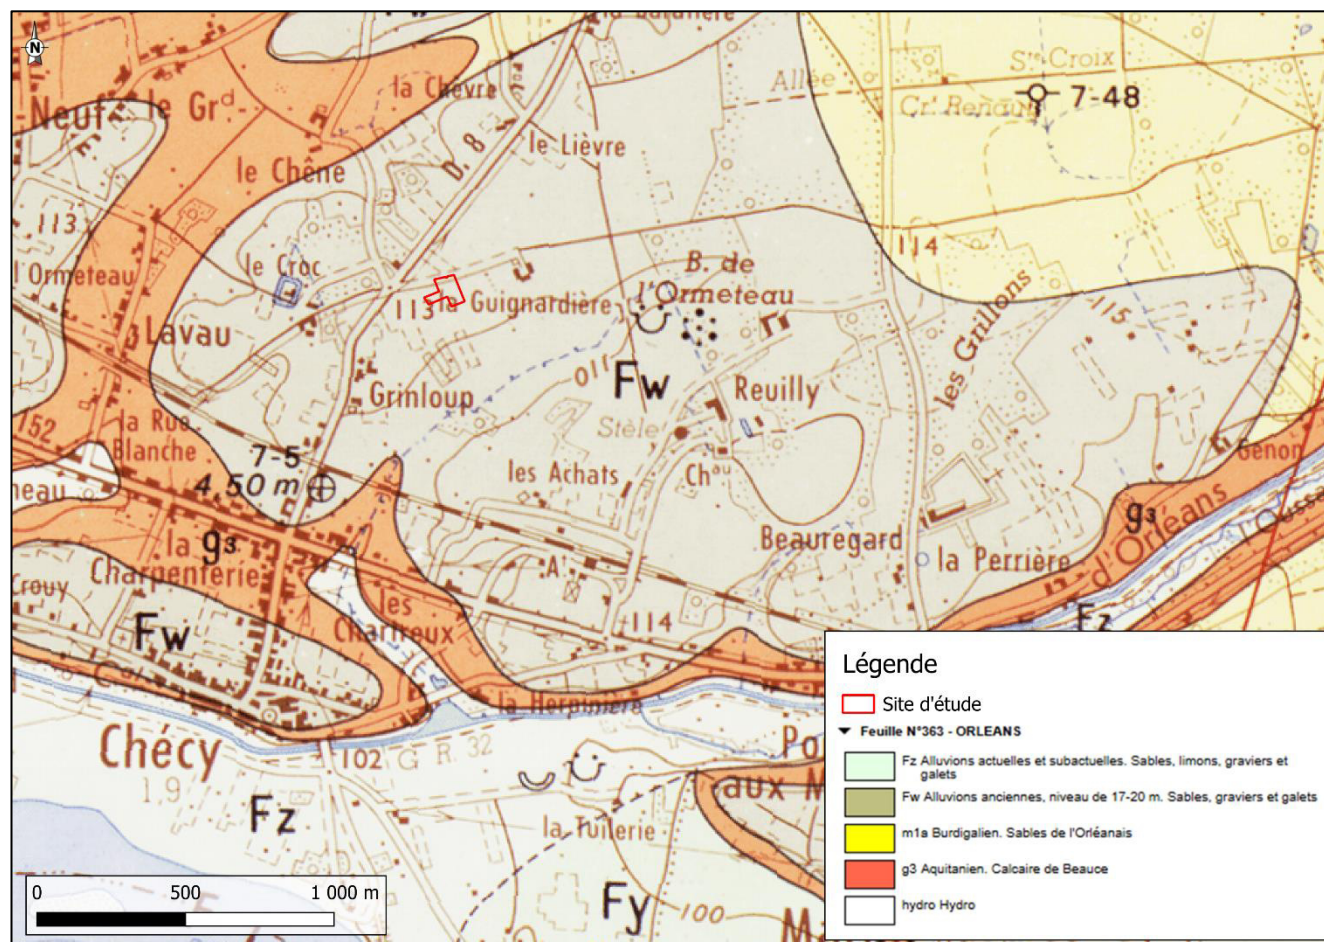 N
la Chèvre
Allée
Ste Croix
Cr. Renault
7-48
Neuf
le Grd.
D. 8
le Lièvre
le Chêne
113
114
l'Ormeteau
le Croc
B. de
l'Ormeteau
113
la Guignardière
les Grillons
115
Lavau
110
Fw
Reuilly
Grinloup
Stèle
152
la Rue
Blanche
7-5
4,50 m
les Achats
Chau
Genon
g3
g3
d'Orléans
la
Charpenterie
Beauregard
la Perrière
Crouy
Fw
les
Chartreux
At
114
Fz
la Herpinière
Chécy
102
G R. 32
Fz
la Tuilerie
Fy
100
0 500 1 000 m
Légende
Site d'étude
Feuille N°363 - ORLEANS
Fz Alluvions actuelles et subactuelles. Sables, limons, graviers et
galets
Fw Alluvions anciennes, niveau de 17-20 m. Sables, graviers et galets
m1a Burdigalien. Sables de l'Orléanais
g3 Aquitanien. Calcaire de Beauce
hydro Hydro